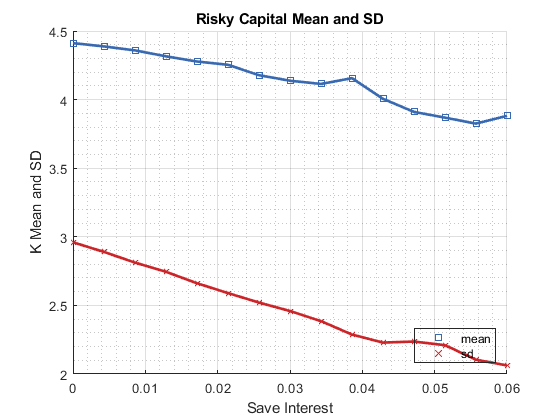 Risky Capital Mean and SD
K Mean and SD
4.5
4
3.5
3
2.5
2
mean
sd
0 0.01 0.02 0.03 0.04 0.05 0.06
Save Interest